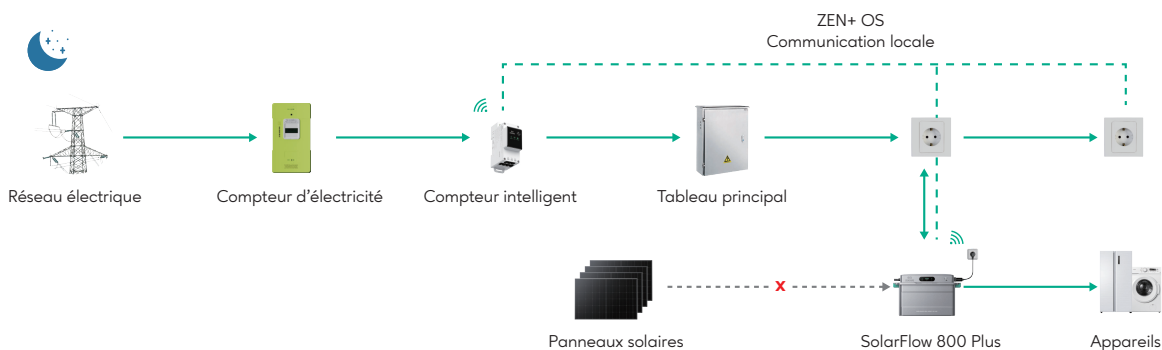 ZEN+ OS
Communication locale
Réseau électrique
Compteur d'électricité
Compteur intelligent
Tableau principal
x
Panneaux solaires
SolarFlow 800 Plus
Appareils